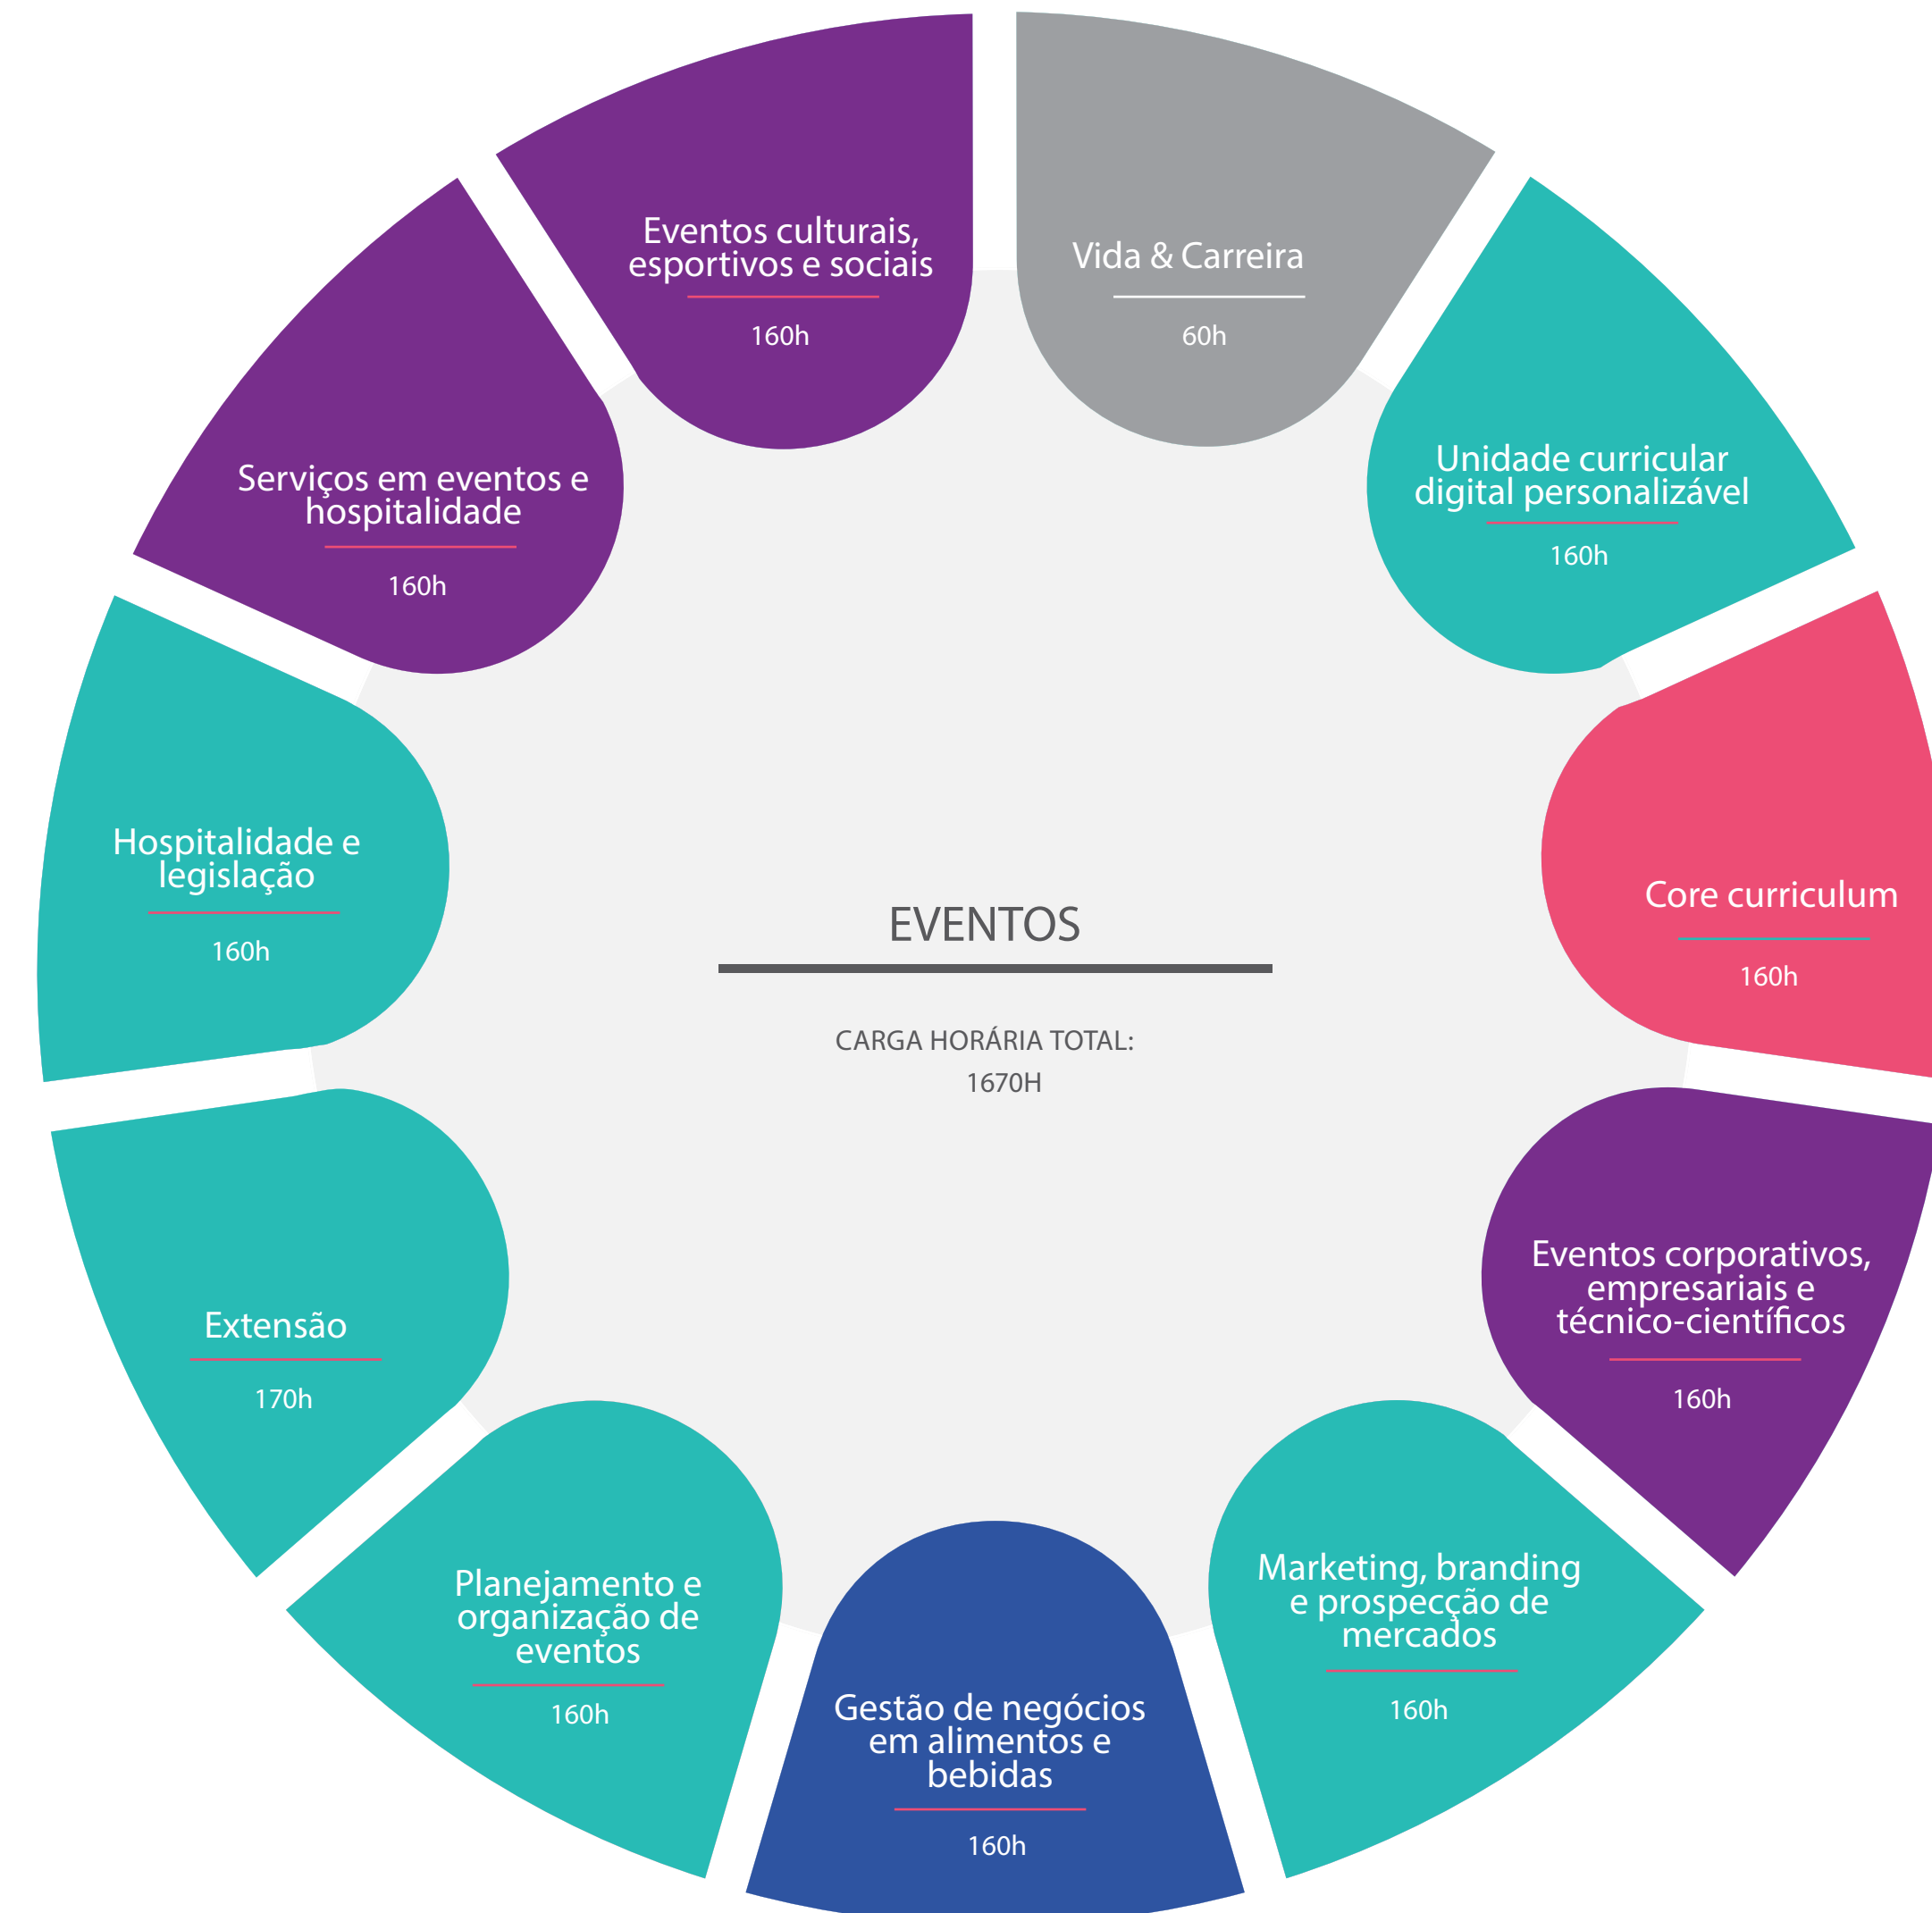 Eventos culturais,
esportivos e sociais
160h
Vida & Carreira
60h
Unidade curricular
digital personalizável
160h
Core curriculum
160h
Eventos corporativos,
empresariais e
técnico-científicos
160h
Marketing, branding
e prospecção de
mercados
160h
Gestão de negócios
em alimentos e
bebidas
160h
Planejamento e
organização de
eventos
160h
Extensão
170h
Hospitalidade e
legislação
160h
Serviços em eventos e
hospitalidade
160h
EVENTOS
CARGA HORÁRIA TOTAL:
1670H